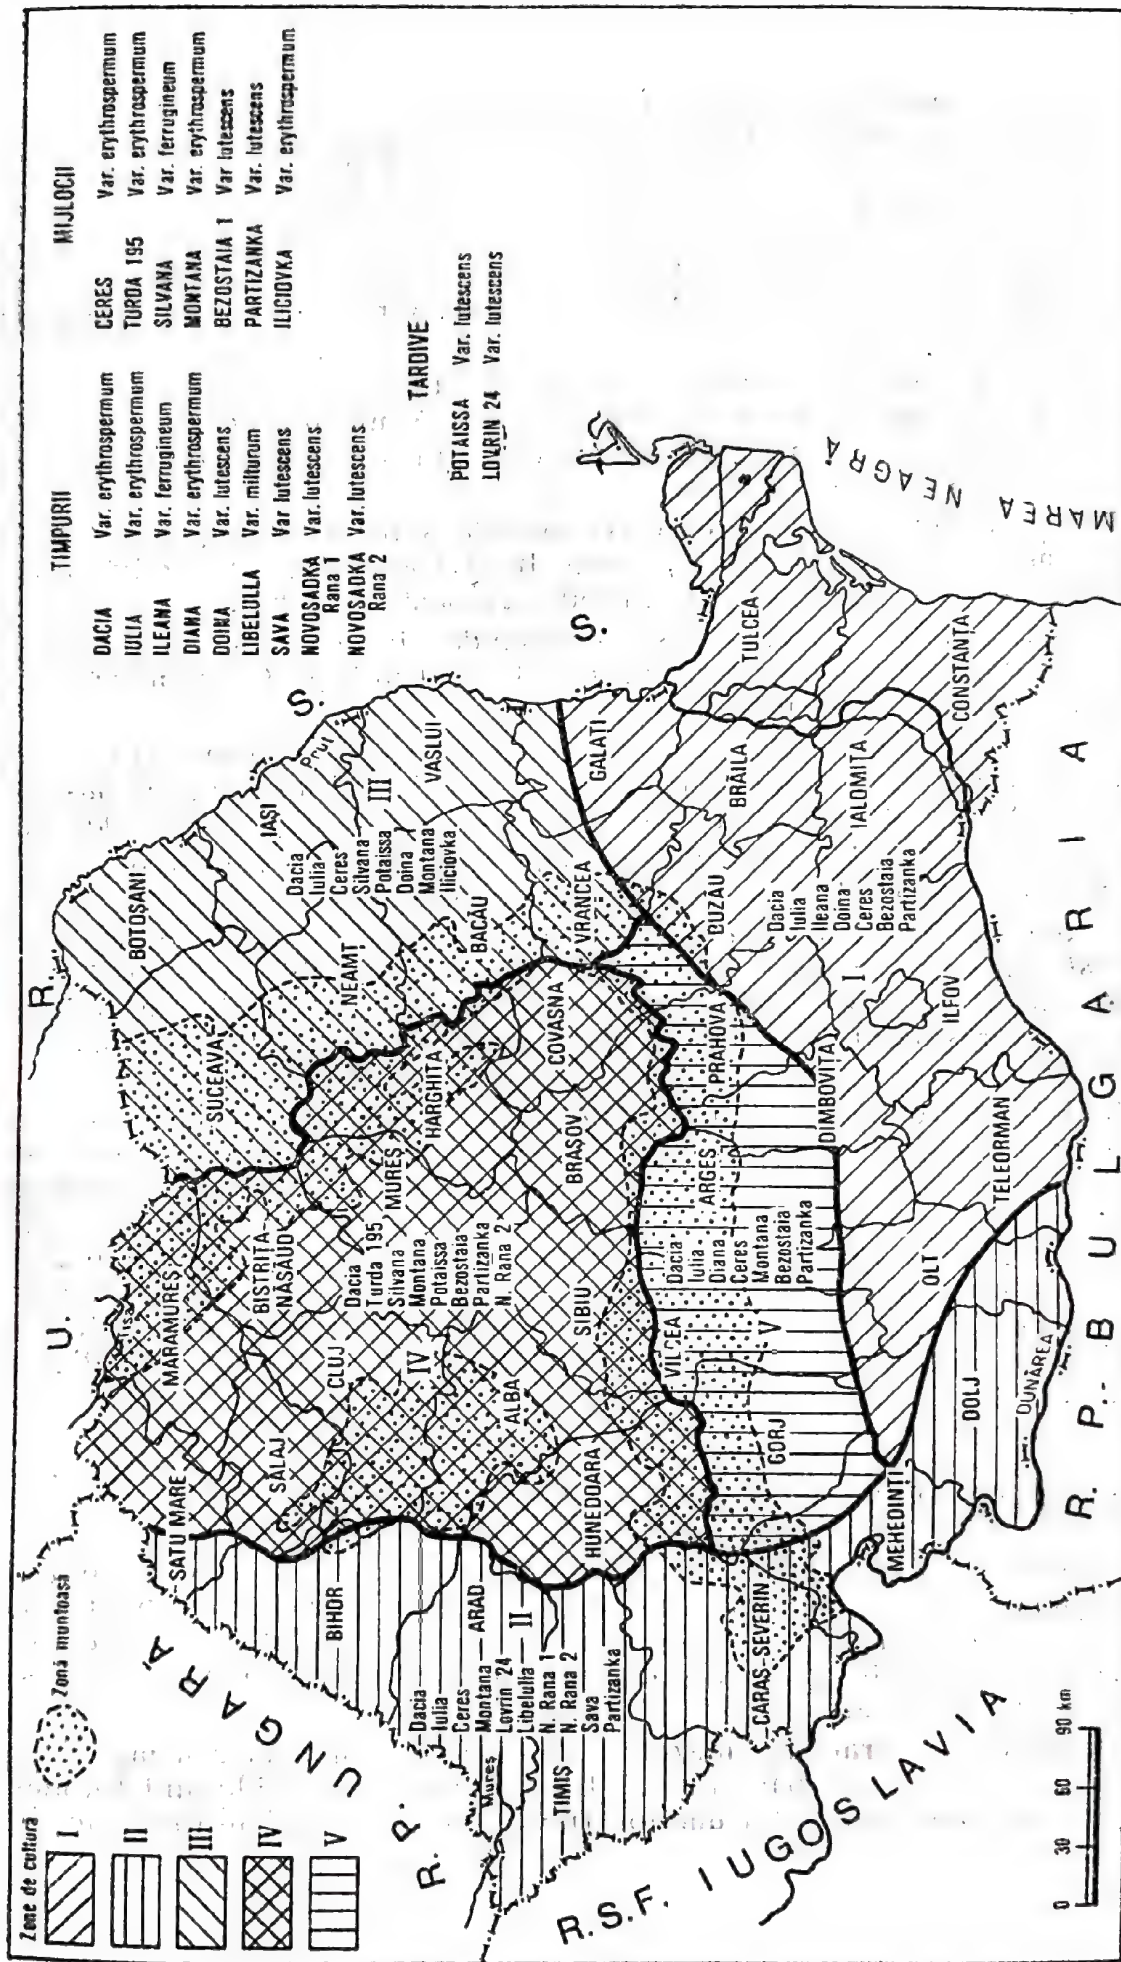 Zone de cultură
I
II
III
IV
V
Zonă muntoasă
TIMPURII
DACIA Var. erythrospermum
IULIA Var. erythrospermum
ILEANA Var. ferrugineum
DIANA Var. erythrospermum
DOINA Var. lutescens
LIBELULLA Var. milturum
SAVA Var lutescens
NOVOSADKA Var. lutescens
Rana 1
NOVOSADKA Var. lutescens
Rana 2
MIJLOCII
CERES Var. erythrospermum
TURDA 195 Var. erythrospermum
SILVANA Var. ferrugineum
MONTANA Var. erythrospermum
BEZOSTAIA 1 Var lutescens
PARTIZANKA Var. lutescens
ILICIOVKA Var. erythrospermum
TARDIVE
POTAISSA Var. lutescens
LOVRIN 24 Var. lutescens
U.
R.
S.
S.
R. P. UNGARĂ
R.S.F. IUGOSLAVIA
R. P. BULGARIA
MAREA NEAGRĂ
SATU MARE
MARAMUREȘ
Tisa
BISTRIȚA-
NĂSĂUD
SUCEAVA
BOTOȘANI
IAȘI
Prut
NEAMȚ
BACĂU
VASLUI
III
Dacia
Iulia
Ceres
Silvana
Potaissa
Doina
Montana
Iliciovka
VRANCEA
GALAȚI
SĂLAJ
CLUJ
MUREȘ
HARGHITA
COVASNA
BRAȘOV
SIBIU
ALBA
HUNEDOARA
IV
Dacia
Turda 195
Silvana
Montana
Potaissa
Bezostaia
Partizanka
N. Rana 2
BIHOR
ARAD
II
Dacia
Iulia
Ceres
Montana
Lovrin 24
Libelulla
N. Rana 1
N. Rana 2
Sava
Partizanka
Mureș
TIMIȘ
CARAȘ-SEVERIN
MEHEDINȚI
GORJ
VÎLCEA
ARGEȘ
DÎMBOVIȚA
PRAHOVA
V
Dacia
Iulia
Diana
Ceres
Montana
Bezostaia
Partizanka
BUZĂU
BRĂILA
TULCEA
IALOMIȚA
CONSTANȚA
I
Dacia
Iulia
Ileana
Doina
Ceres
Bezostaia
Partizanka
ILFOV
TELEORMAN
OLT
DOLJ
DUNĂREA
0 30 60 90 km